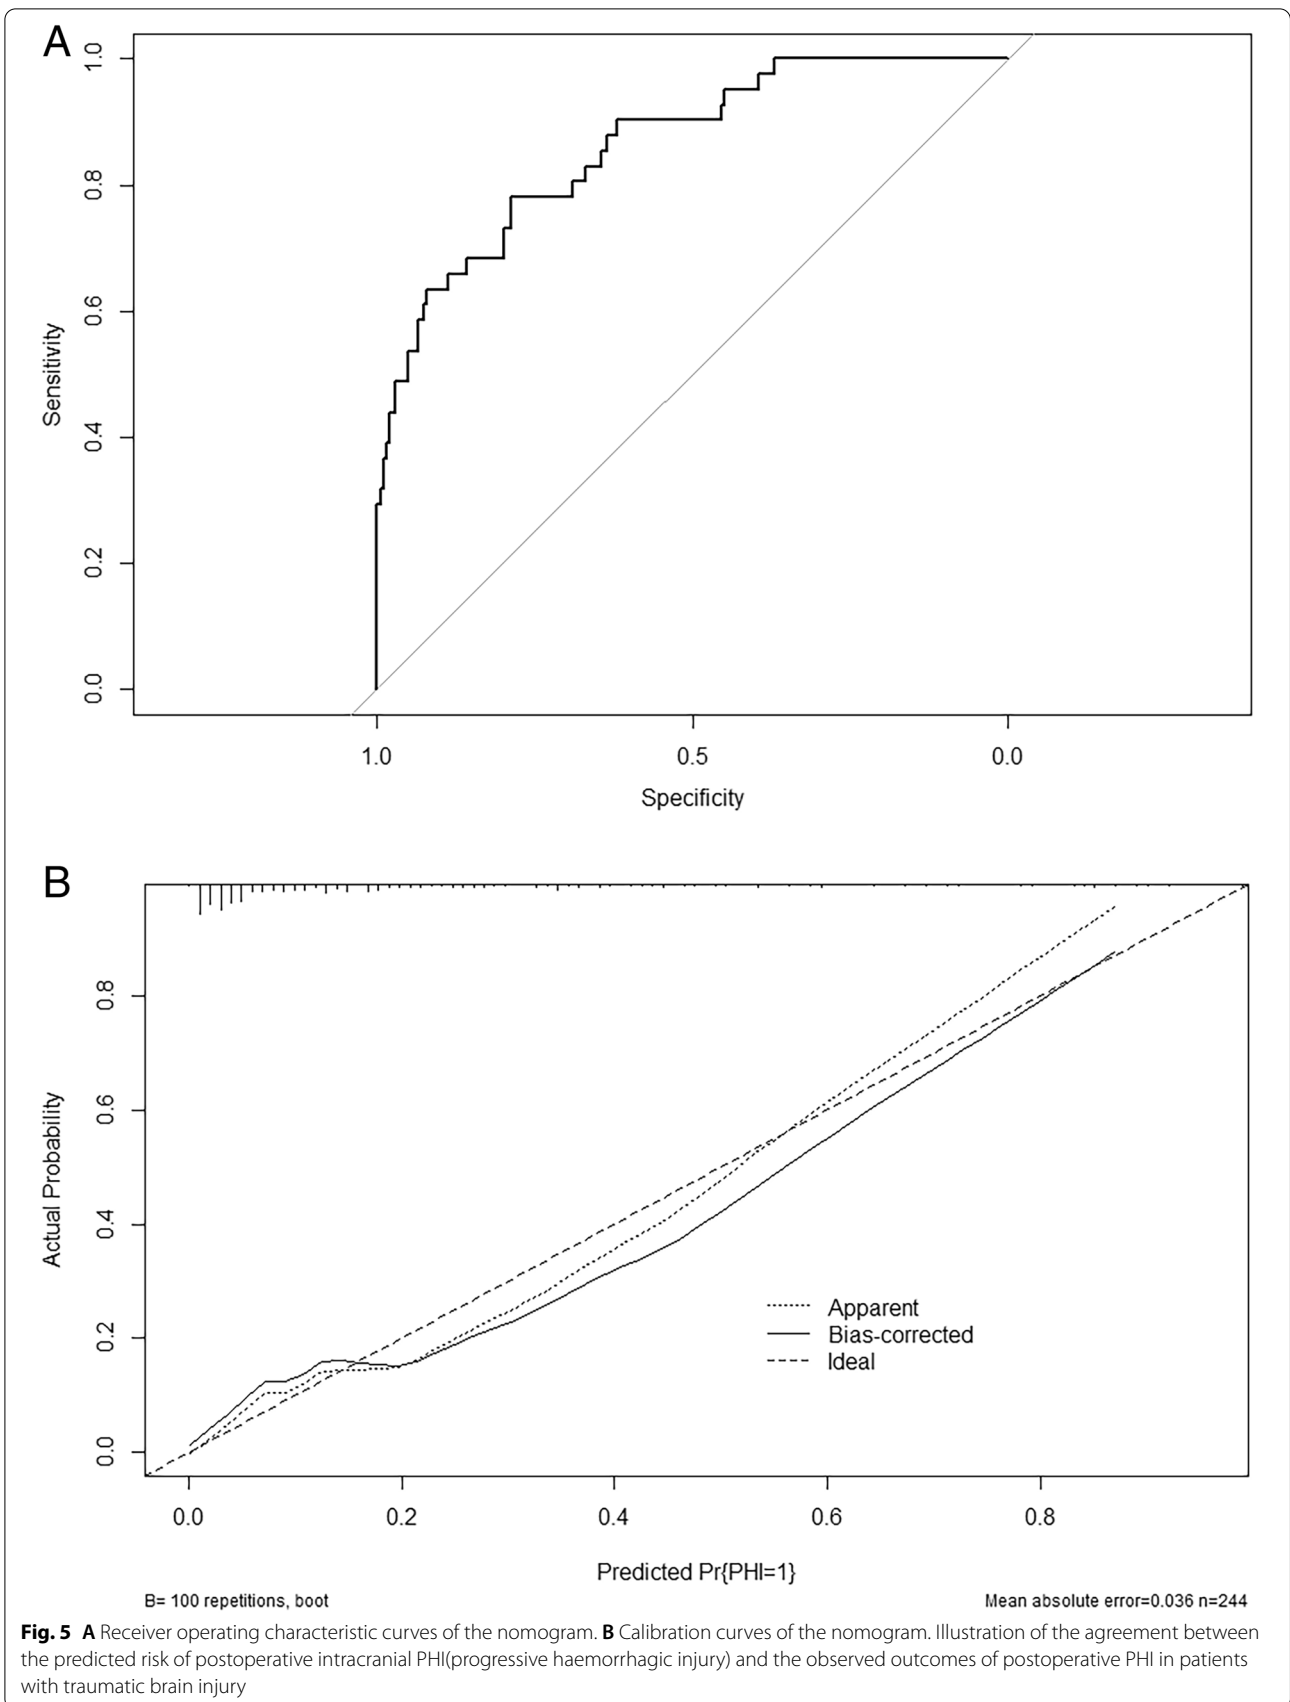 A
1.0
0.8
0.6
0.4
0.2
0.0
Sensitivity
1.0 0.5 0.0
Specificity
B
0.8
0.6
0.4
0.2
0.0
Actual Probability
Apparent
Bias-corrected
Ideal
0.0 0.2 0.4 0.6 0.8
Predicted Pr{PHI=1}
B= 100 repetitions, boot Mean absolute error=0.036 n=244
Fig. 5 A Receiver operating characteristic curves of the nomogram. B Calibration curves of the nomogram. Illustration of the agreement between
the predicted risk of postoperative intracranial PHI(progressive haemorrhagic injury) and the observed outcomes of postoperative PHI in patients
with traumatic brain injury